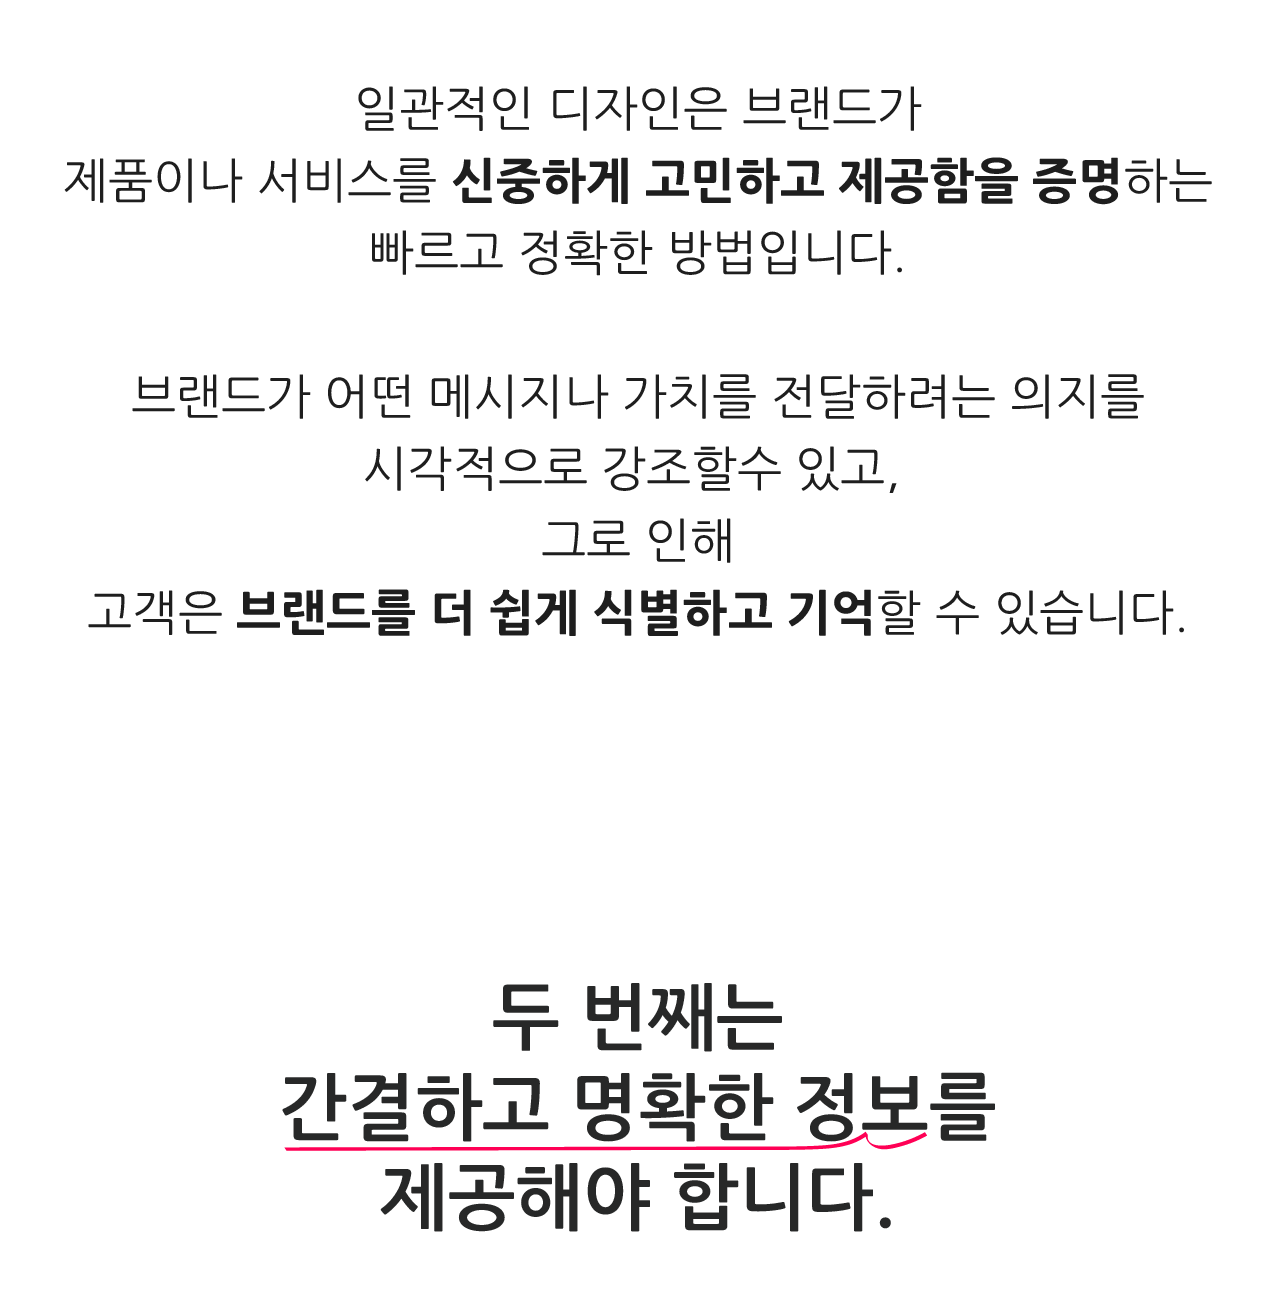 일관적인 디자인은 브랜드가
제품이나 서비스를 신중하게 고민하고 제공함을 증명하는
빠르고 정확한 방법입니다.
브랜드가 어떤 메시지나 가치를 전달하려는 의지를
시각적으로 강조할수 있고,
그로 인해
고객은 브랜드를 더 쉽게 식별하고 기억할 수 있습니다.
두 번째는
간결하고 명확한 정보를
제공해야 합니다.